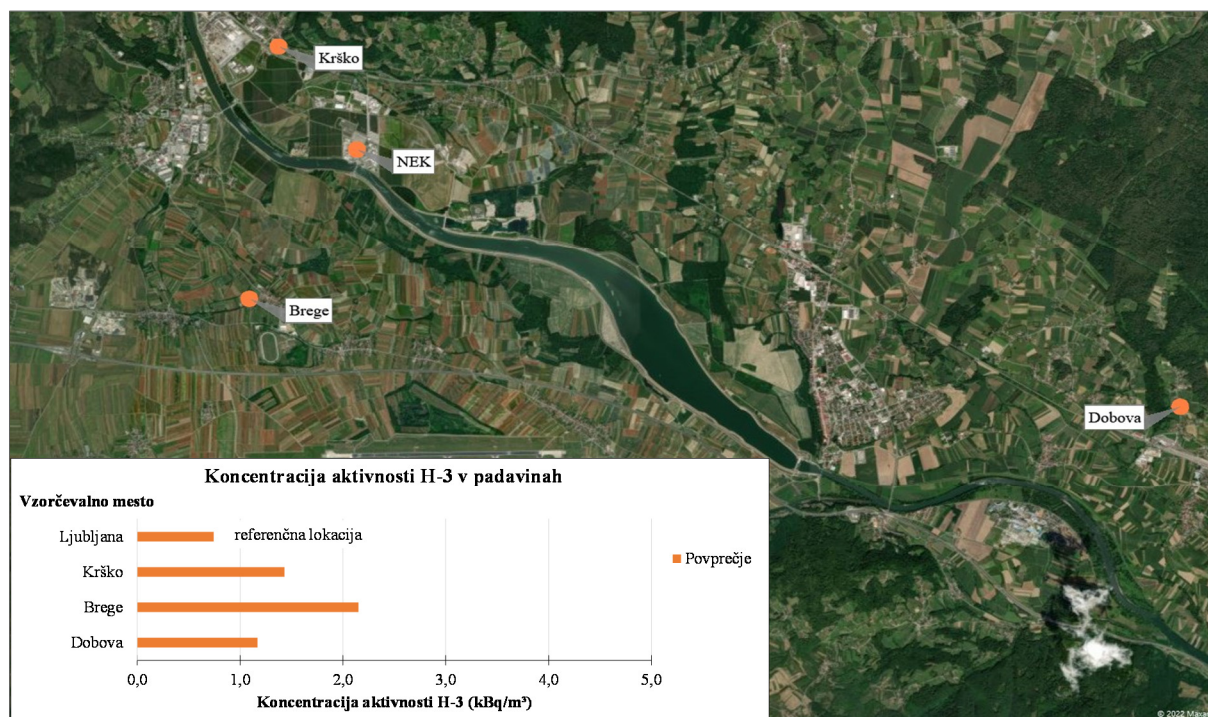 Krško
NEK
Brege
Dobova
Koncentracija aktivnosti H-3 v padavinah
Vzorčevalno mesto
Ljubljana
referenčna lokacija
Krško
Brege
Dobova
Povprečje
0,0 1,0 2,0 3,0 4,0 5,0
Koncentracija aktivnosti H-3 (kBq/m³)
© 2022 Maxar